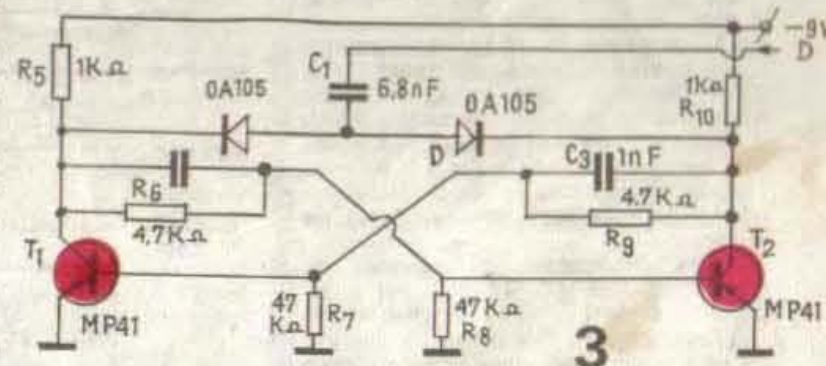 -9V
D
R5
1KΩ
C1
6,8nF
0A105
0A105
1KΩ
R10
D
C3
1nF
R6
4,7KΩ
4,7KΩ
R9
T1
T2
MP41
47
KΩ
R7
47KΩ
R8
3
MP41